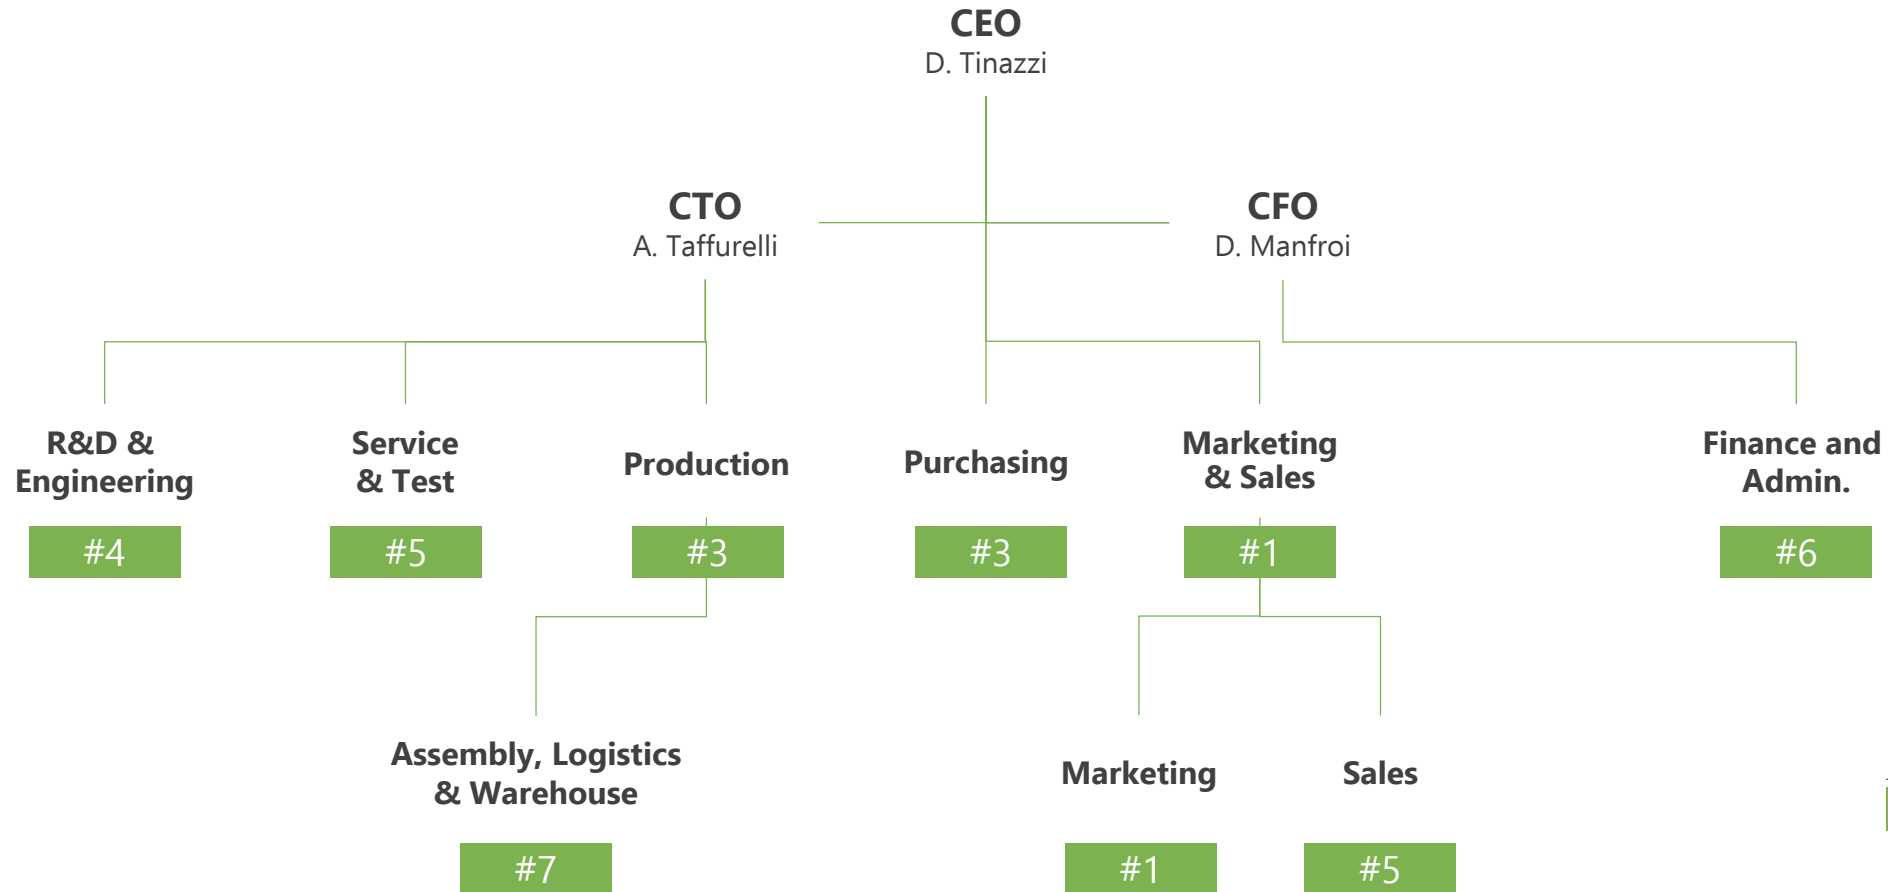 CEO
D. Tinazzi
CTO
A. Taffurelli
CFO
D. Manfroi
R&D &
Engineering
#4
Service
& Test
#5
Production
#3
Purchasing
#3
Marketing
& Sales
#1
Finance and
Admin.
#6
Assembly, Logistics
& Warehouse
#7
Marketing
#1
Sales
#5